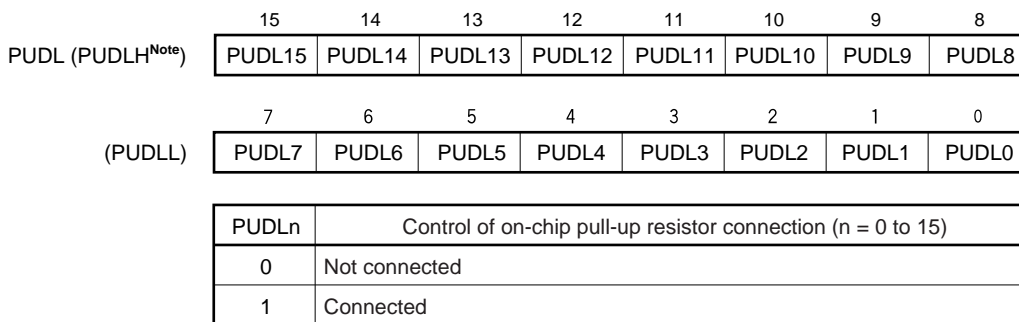 15 14 13 12 11 10 9 8
PUDL (PUDLHNote) PUDL15 PUDL14 PUDL13 PUDL12 PUDL11 PUDL10 PUDL9 PUDL8
7 6 5 4 3 2 1 0
(PUDLL) PUDL7 PUDL6 PUDL5 PUDL4 PUDL3 PUDL2 PUDL1 PUDL0
PUDLn Control of on-chip pull-up resistor connection (n = 0 to 15)
0 Not connected
1 Connected